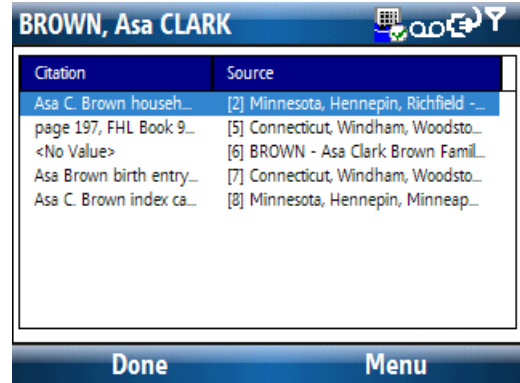 BROWN, Asa CLARK
Citation Source
Asa C. Brown househ... [2] Minnesota, Hennepin, Richfield -...
page 197, FHL Book 9... [5] Connecticut, Windham, Woodsto...
<No Value> [6] BROWN - Asa Clark Brown Famil...
Asa Brown birth entry... [7] Connecticut, Windham, Woodsto...
Asa C. Brown index ca... [8] Minnesota, Hennepin, Minneap...
Done Menu